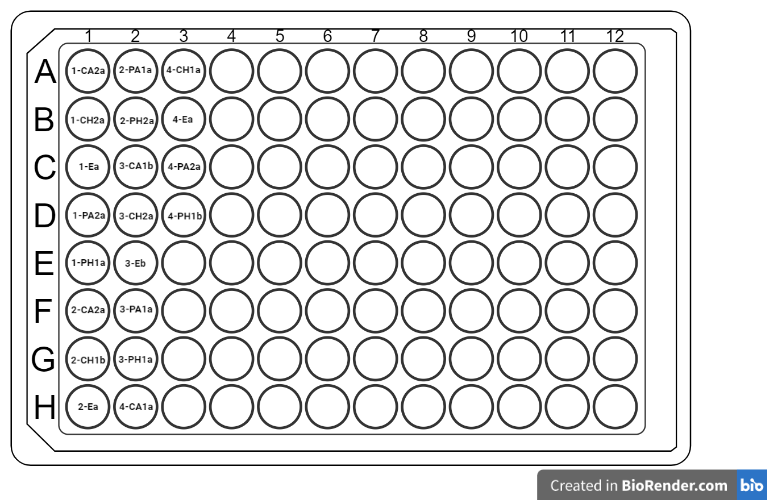 1 2 3 4 5 6 7 8 9 10 11 12
A 1-CA2a 2-PA1a 4-CH1a
B 1-CH2a 2-PH2a 4-Ea
C 1-Ea 3-CA1b 4-PA2a
D 1-PA2a 3-CH2a 4-PH1b
E 1-PH1a 3-Eb
F 2-CA2a 3-PA1a
G 2-CH1b 3-PH1a
H 2-Ea 4-CA1a
Created in BioRender.com bio